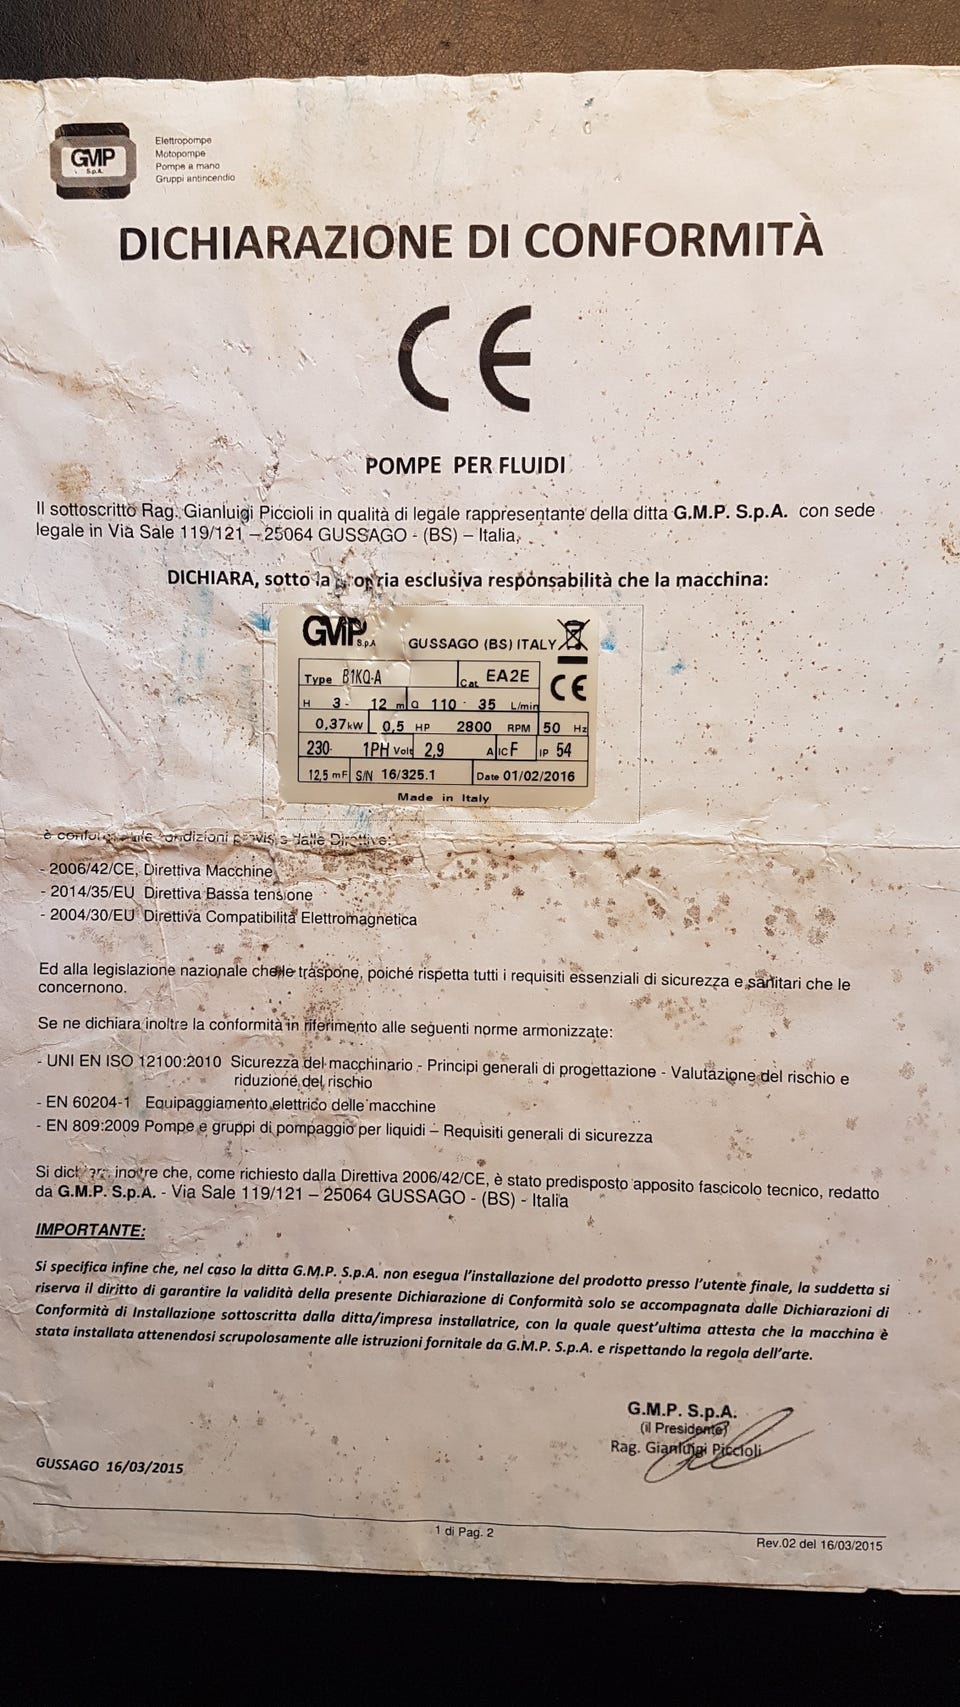 GMP
S.p.A.
Elettropompe
Motopompe
Pompe a mano
Gruppi antincendio
DICHIARAZIONE DI CONFORMITÀ
CE
POMPE PER FLUIDI
Il sottoscritto Rag. Gianluigi Piccioli in qualità di legale rappresentante della ditta G.M.P. S.p.A. con sede
legale in Via Sale 119/121 – 25064 GUSSAGO - (BS) – Italia,
DICHIARA, sotto la propria esclusiva responsabilità che la macchina:
GMP S.p.A GUSSAGO (BS) ITALY
Type B1KQ-A Cat. EA2E CE
H 3 - 12 m Q 110 - 35 L/min
0,37 kW 0,5 HP 2800 RPM 50 Hz
230- 1PH Volt 2,9 A IC F IP 54
12,5 mF S/N 16/325.1 Date 01/02/2016
Made in Italy
è condizioni dalle Direttive:
- 2006/42/CE, Direttiva Macchine
- 2014/35/EU Direttiva Bassa tensione
- 2004/30/EU Direttiva Compatibilità Elettromagnetica
Ed alla legislazione nazionale che le traspone, poiché rispetta tutti i requisiti essenziali di sicurezza e sanitari che le
concernono.
Se ne dichiara inoltre la conformità in riferimento alle seguenti norme armonizzate:
- UNI EN ISO 12100:2010 Sicurezza del macchinario - Principi generali di progettazione - Valutazione del rischio e
riduzione del rischio
- EN 60204-1 Equipaggiamento elettrico delle macchine
- EN 809:2009 Pompe e gruppi di pompaggio per liquidi – Requisiti generali di sicurezza
Si inoltre che, come richiesto dalla Direttiva 2006/42/CE, è stato predisposto apposito fascicolo tecnico, redatto
da G.M.P. S.p.A. - Via Sale 119/121 – 25064 GUSSAGO - (BS) - Italia
IMPORTANTE:
Si specifica infine che, nel caso la ditta G.M.P. S.p.A. non esegua l'installazione del prodotto presso l'utente finale, la suddetta si
riserva il diritto di garantire la validità della presente Dichiarazione di Conformità solo se accompagnata dalle Dichiarazioni di
Conformità di Installazione sottoscritta dalla ditta/impresa installatrice, con la quale quest'ultima attesta che la macchina è
stata installata attenendosi scrupolosamente alle istruzioni fornitale da G.M.P. S.p.A. e rispettando la regola dell'arte.
G.M.P. S.p.A.
(il Presidente)
Rag. Gianluigi Piccioli
GUSSAGO 16/03/2015
1 di Pag. 2
Rev.02 del 16/03/2015